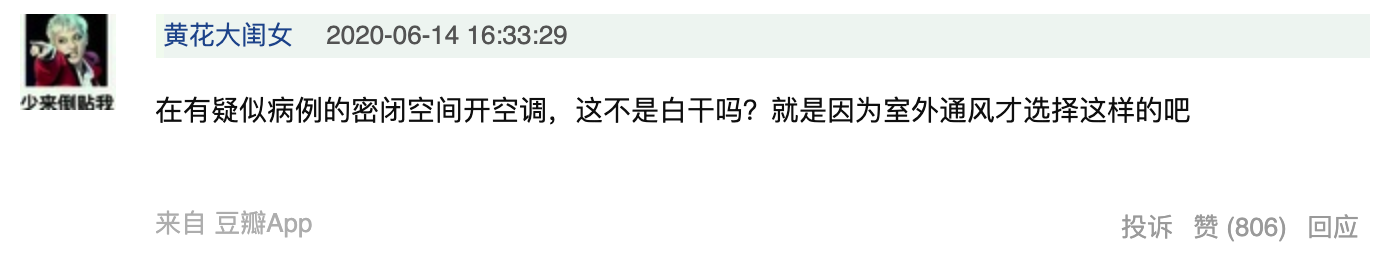 黄花大闺女 2020-06-14 16:33:29
少来倒贴我
在有疑似病例的密闭空间开空调，这不是白干吗？就是因为室外通风才选择这样的吧
来自 豆瓣App
投诉 赞 (806) 回应